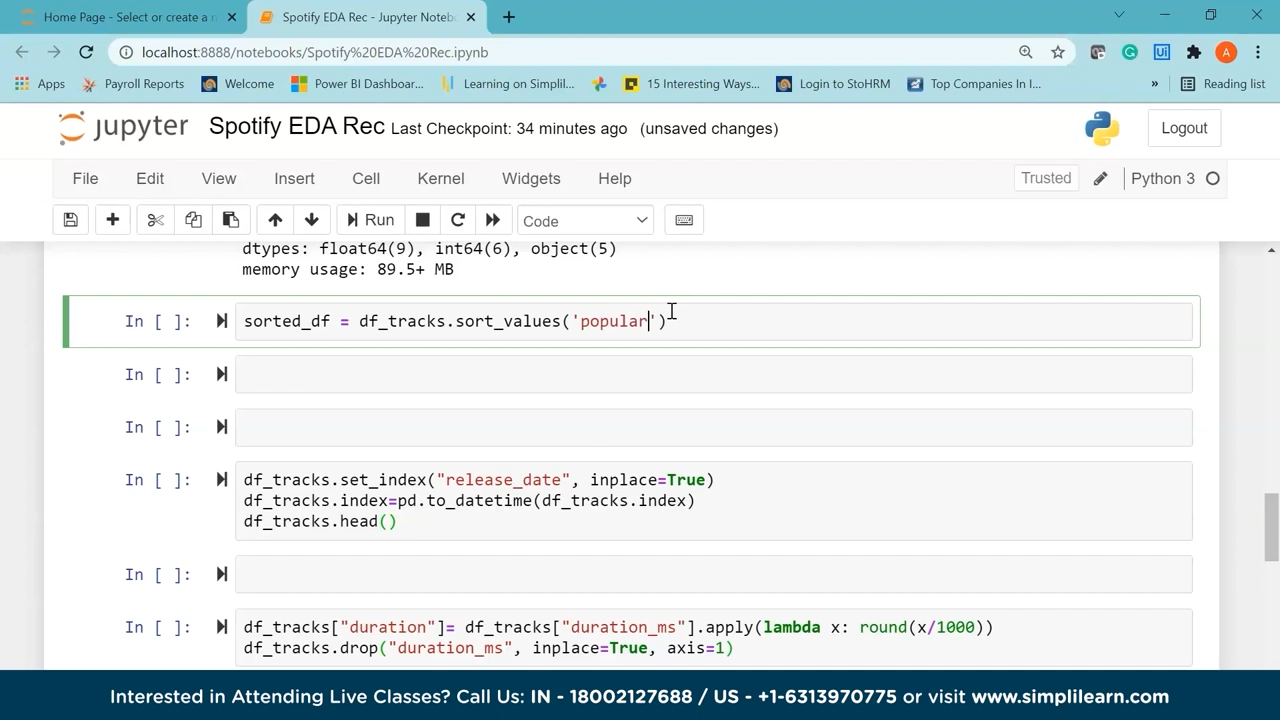 Home Page - Select or create a n
Spotify EDA Rec - Jupyter Notebo
localhost:8888/notebooks/Spotify%20EDA%20Rec.ipynb
A
Apps
Payroll Reports
Welcome
Power BI Dashboar...
Learning on Simplil...
15 Interesting Ways...
Login to StoHRM
Top Companies In I...
»
Reading list
jupyter
Spotify EDA Rec Last Checkpoint: 34 minutes ago (unsaved changes)
Logout
File
Edit
View
Insert
Cell
Kernel
Widgets
Help
Trusted
Python 3
Run
Code
dtypes: float64(9), int64(6), object(5)
memory usage: 89.5+ MB
In [ ]: sorted_df = df_tracks.sort_values('popular')
In [ ]:
In [ ]:
In [ ]: df_tracks.set_index("release_date", inplace=True)
df_tracks.index=pd.to_datetime(df_tracks.index)
df_tracks.head()
In [ ]:
In [ ]: df_tracks["duration"]= df_tracks["duration_ms"].apply(lambda x: round(x/1000))
df_tracks.drop("duration_ms", inplace=True, axis=1)
Interested in Attending Live Classes? Call Us: IN - 18002127688 / US - +1-6313970775 or visit www.simplilearn.com